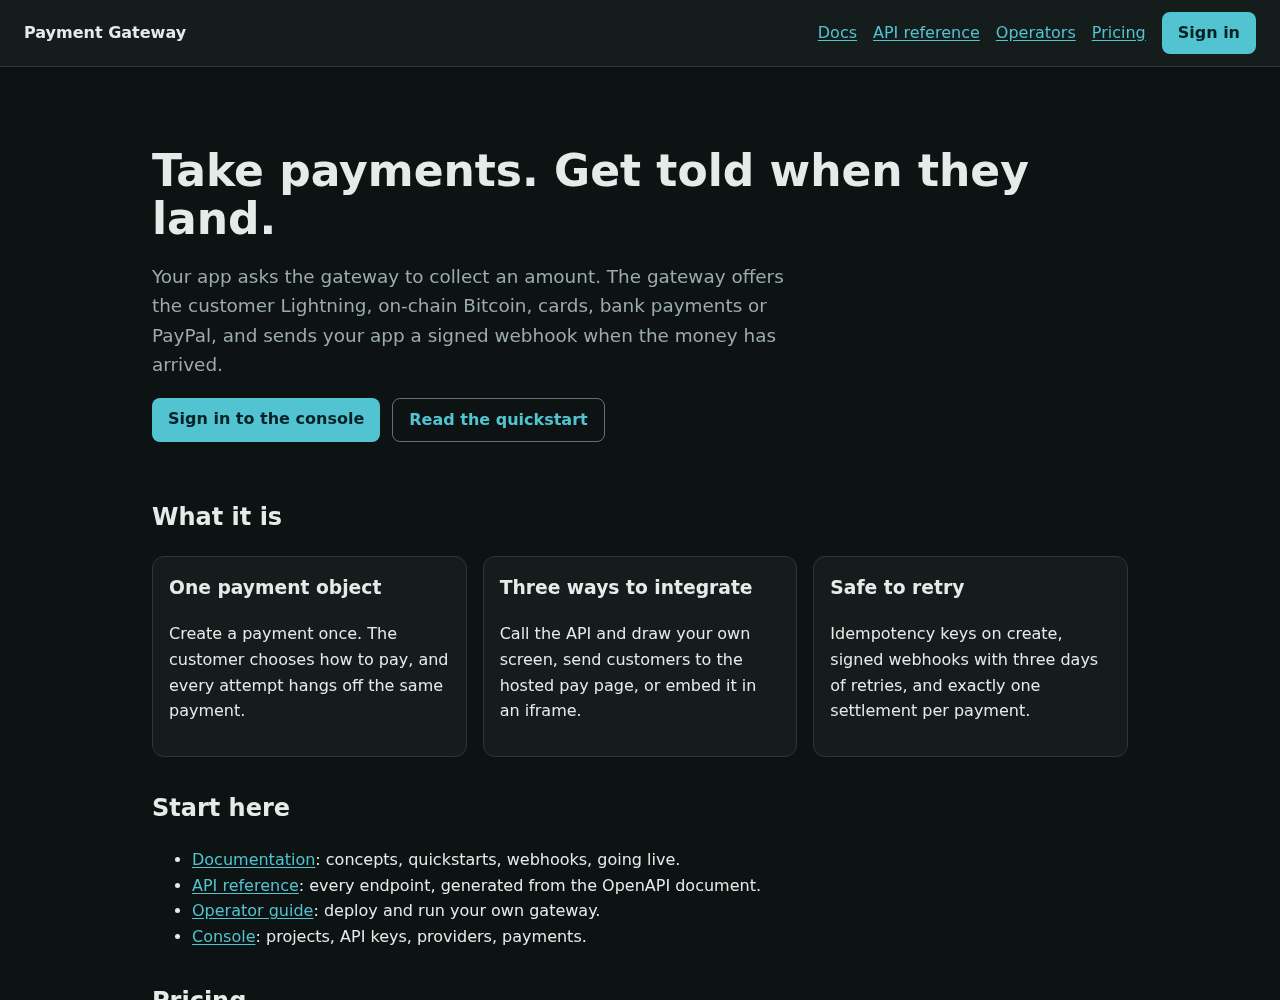 Payment Gateway
Docs
API reference
Operators
Pricing
Sign in
Take payments. Get told when they
land.
Your app asks the gateway to collect an amount. The gateway offers
the customer Lightning, on-chain Bitcoin, cards, bank payments or
PayPal, and sends your app a signed webhook when the money has
arrived.
Sign in to the console
Read the quickstart
What it is
One payment object
Create a payment once. The
customer chooses how to pay, and
every attempt hangs off the same
payment.
Three ways to integrate
Call the API and draw your own
screen, send customers to the
hosted pay page, or embed it in
an iframe.
Safe to retry
Idempotency keys on create,
signed webhooks with three days
of retries, and exactly one
settlement per payment.
Start here
• Documentation: concepts, quickstarts, webhooks, going live.
• API reference: every endpoint, generated from the OpenAPI document.
• Operator guide: deploy and run your own gateway.
• Console: projects, API keys, providers, payments.
Pricing